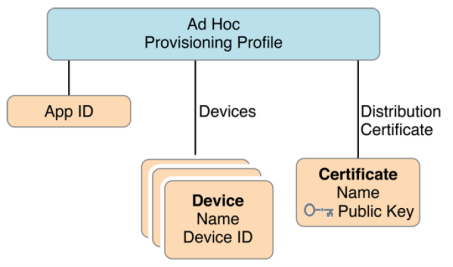 Ad Hoc
Provisioning Profile
App ID
Devices
Distribution
Certificate
Device
Name
Device ID
Certificate
Name
Public Key